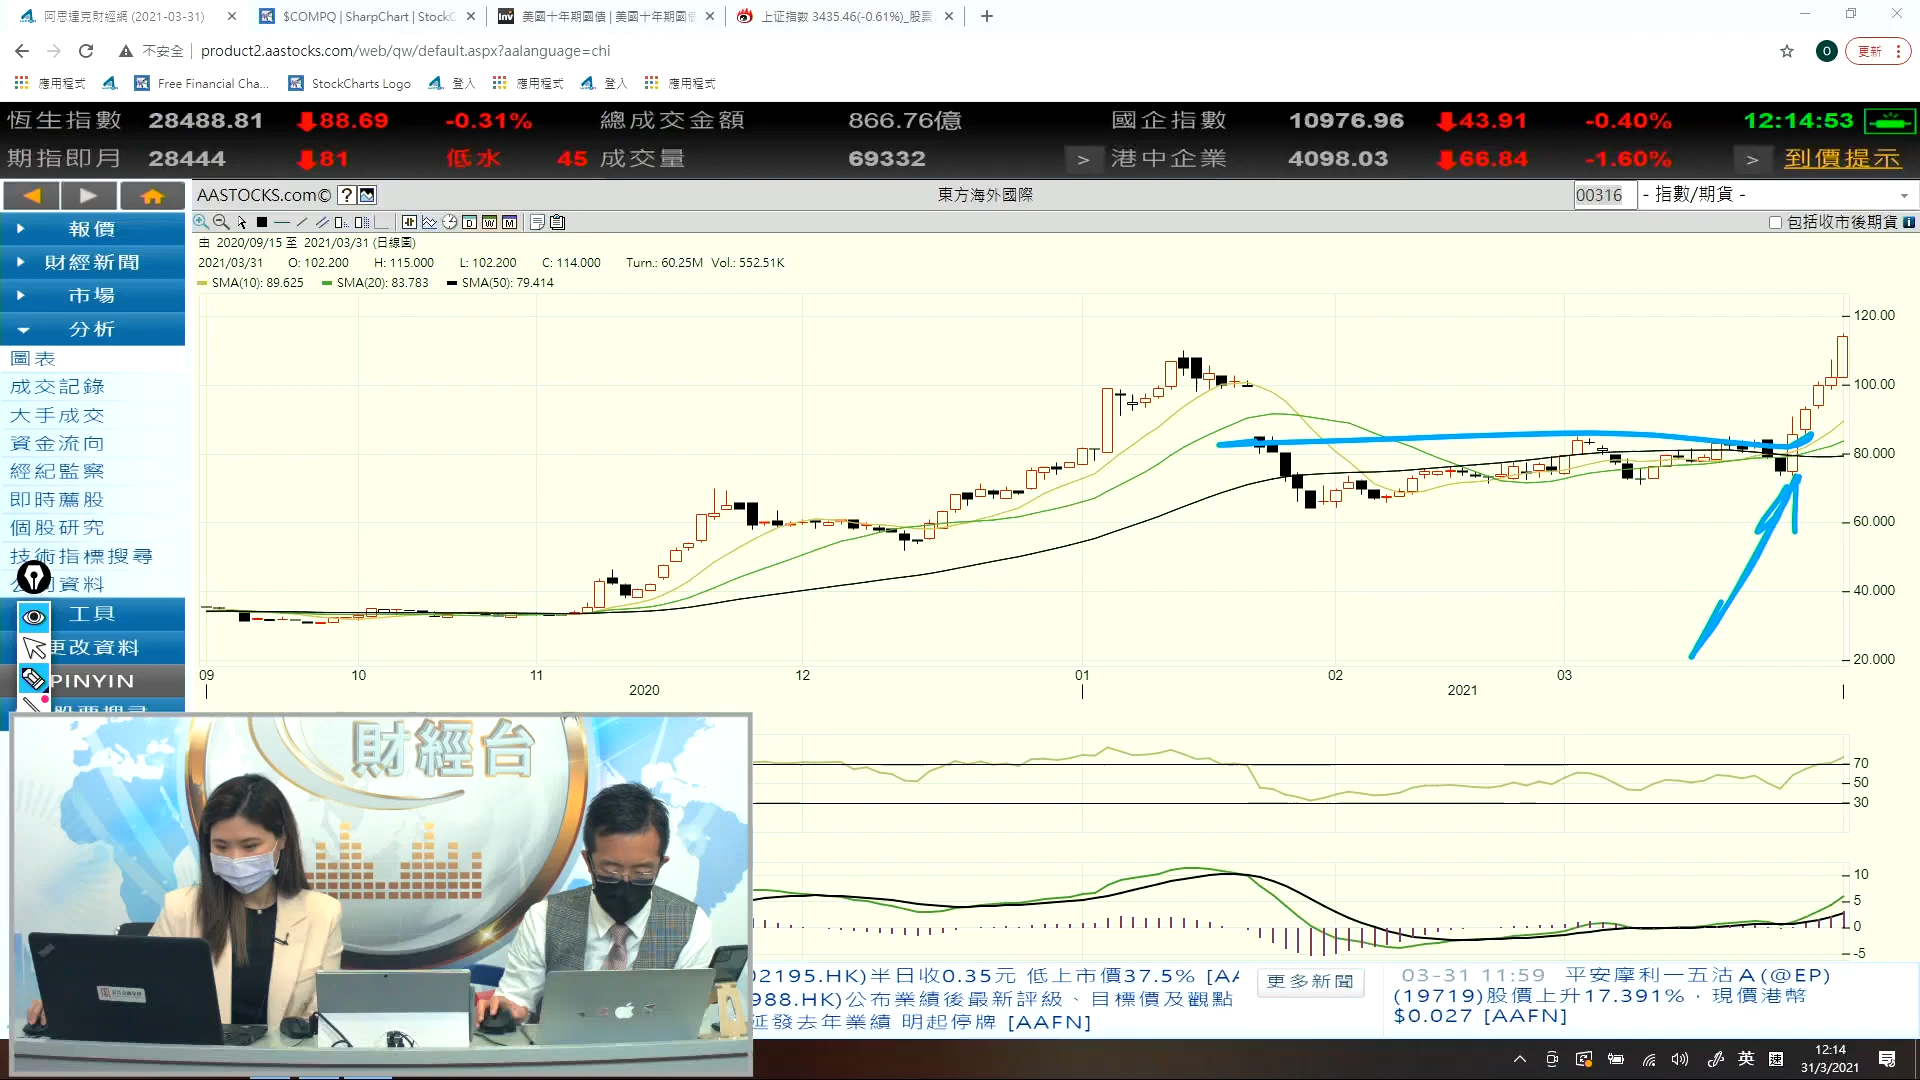 阿思達克財經網 (2021-03-31)
$COMPQ | SharpChart | StockC
美國十年期國債 | 美國十年期國債
上证指数 3435.46(-0.61%)_股票
不安全
product2.aastocks.com/web/qw/default.aspx?aalanguage=chi
O
更新
應用程式
Free Financial Cha...
StockCharts Logo
登入
應用程式
登入
應用程式
恆生指數 28488.81 88.69 -0.31% 總成交金額 866.76億 國企指數 10976.96 43.91 -0.40% 12:14:53
期指即月 28444 81 低水 45 成交量 69332 > 港中企業 4098.03 66.84 -1.60% > 到價提示
AASTOCKS.com© ?
東方海外國際
00316
- 指數/期貨 -
D W M
包括收市後期貨 i
由 2020/09/15 至 2021/03/31 (日線圖)
2021/03/31 O: 102.200 H: 115.000 L: 102.200 C: 114.000 Turn.: 60.25M Vol.: 552.51K
SMA(10): 89.625 SMA(20): 83.783 SMA(50): 79.414
報價
財經新聞
市場
分析
圖表
成交記錄
大手成交
資金流向
經紀監察
即時薦股
個股研究
技術指標搜尋
資料
工具
更改資料
PINYIN
120.00
100.00
80.000
60.000
40.000
20.000
09 10 11 12 01 02 03
2020 2021
70
50
30
10
5
0
-5
財經台
02195.HK)半日收0.35元 低上市價37.5% [AA
988.HK)公布業績後最新評級、目標價及觀點
延發去年業績 明起停牌 [AAFN]
更多新聞
03-31 11:59 平安摩利一五沽A(@EP)
(19719)股價上升17.391%，現價港幣
$0.027 [AAFN]
英
12:14
31/3/2021